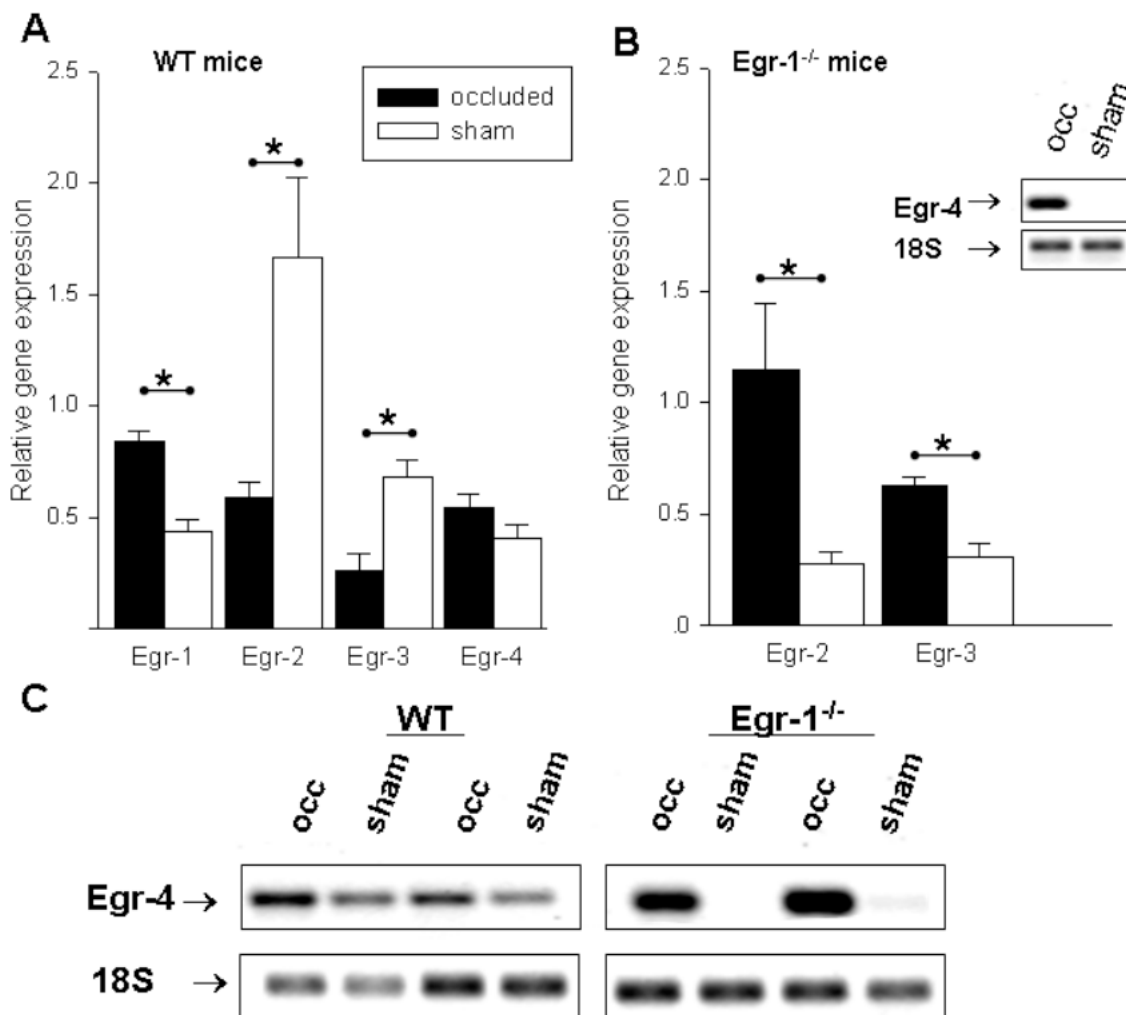 A
WT mice
2.5
2.0
1.5
1.0
0.5
Relative gene expression
occluded
sham
*
*
*
Egr-1
Egr-2
Egr-3
Egr-4
B
Egr-1-/- mice
2.5
2.0
1.5
1.0
0.5
.0
Relative gene expression
occ
sham
Egr-4 →
18S →
*
*
Egr-2
Egr-3
C
WT
Egr-1-/-
occ
sham
occ
sham
occ
sham
occ
sham
Egr-4 →
18S →